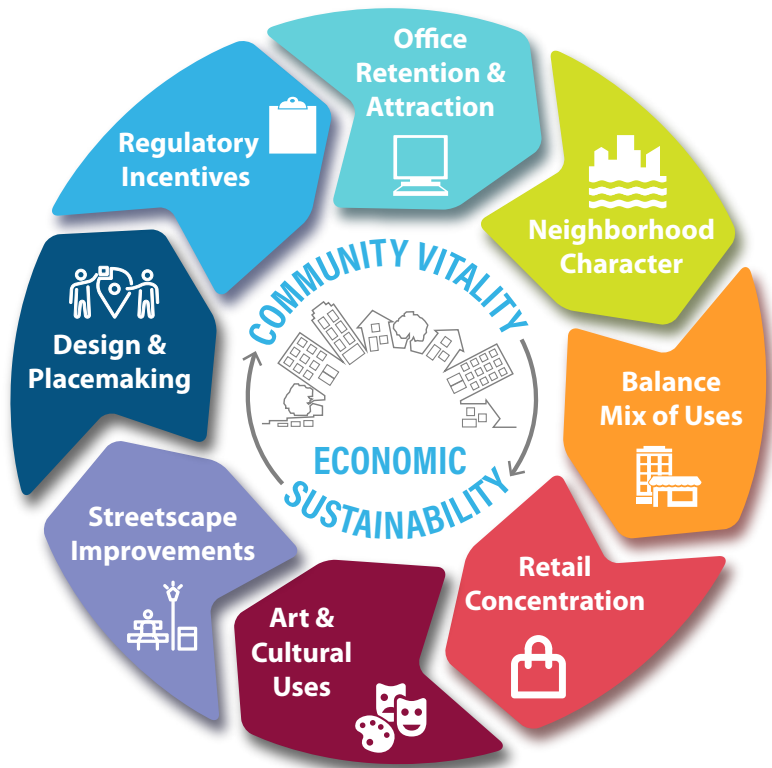 Office
Retention &
Attraction
Neighborhood
Character
Balance
Mix of Uses
Retail
Concentration
Art &
Cultural
Uses
Streetscape
Improvements
Design &
Placemaking
Regulatory
Incentives
COMMUNITY VITALITY
ECONOMIC
SUSTAINABILITY